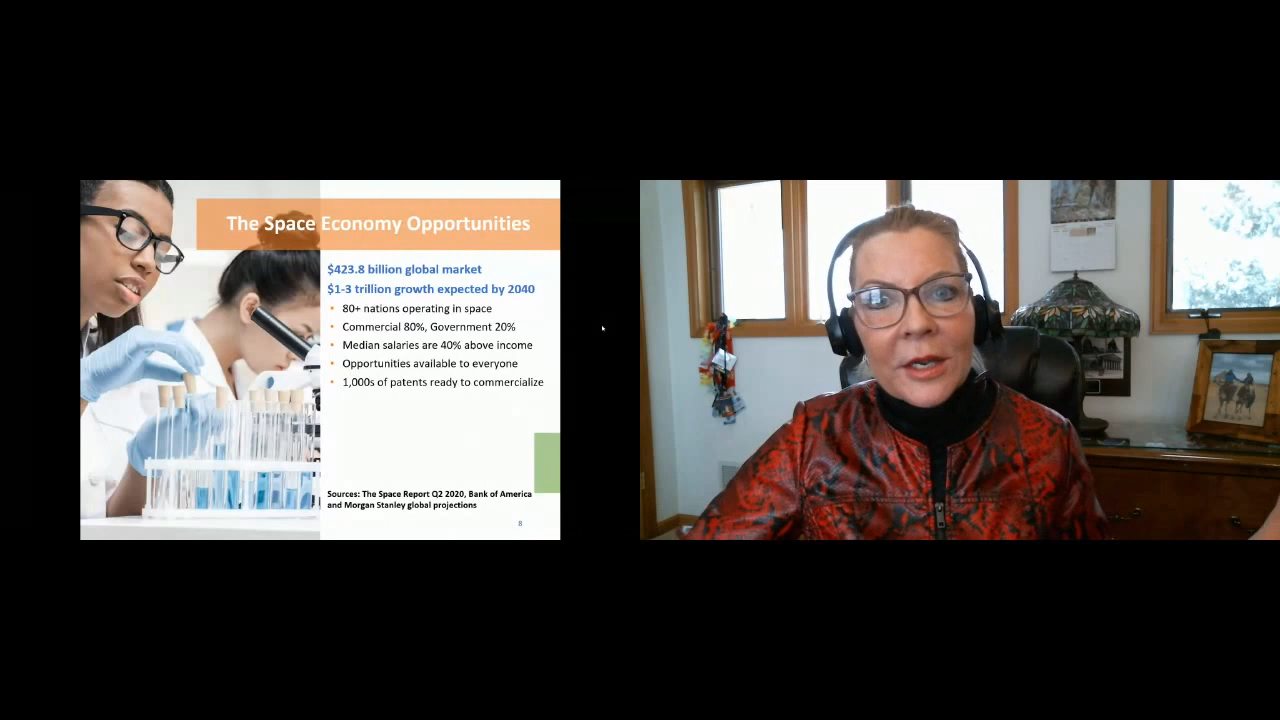 The Space Economy Opportunities
$423.8 billion global market
$1-3 trillion growth expected by 2040
• 80+ nations operating in space
• Commercial 80%, Government 20%
• Median salaries are 40% above income
• Opportunities available to everyone
• 1,000s of patents ready to commercialize
Sources: The Space Report Q2 2020, Bank of America
and Morgan Stanley global projections
8